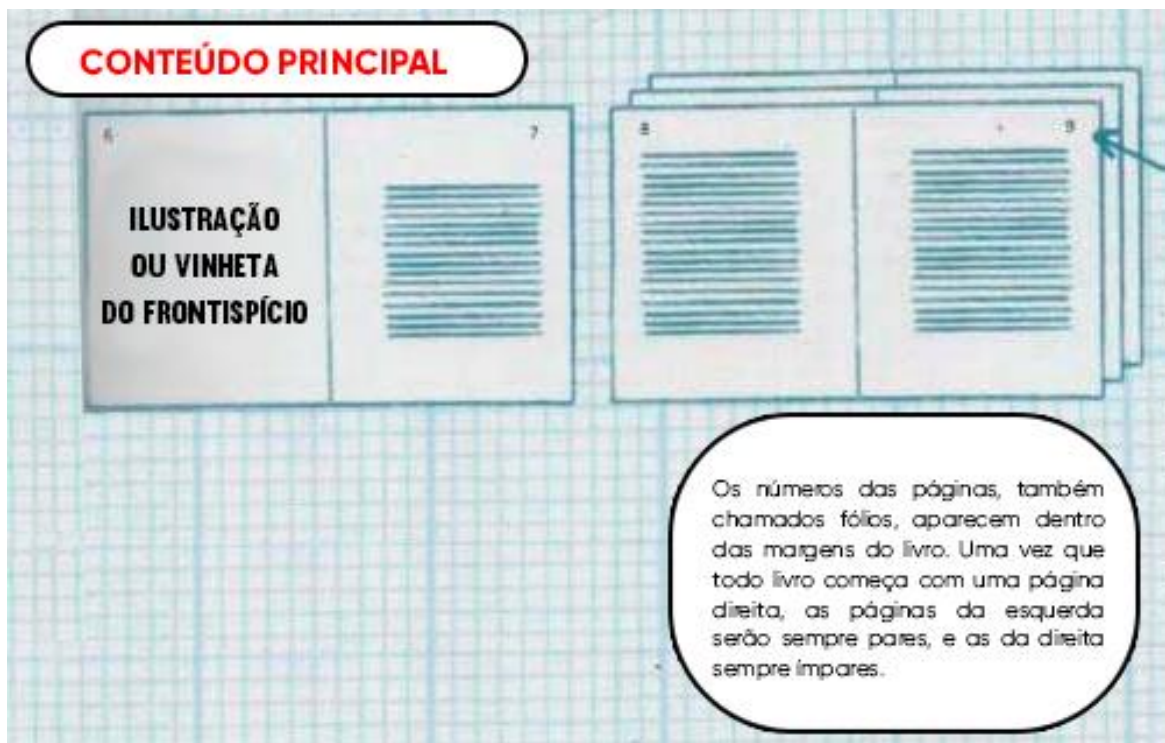 CONTEÚDO PRINCIPAL
6
7
8
9
ILUSTRAÇÃO
OU VINHETA
DO FRONTISPÍCIO
Os números das páginas, também
chamados fólios, aparecem dentro
das margens do livro. Uma vez que
todo livro começa com uma página
direita, as páginas da esquerda
serão sempre pares, e as da direita
sempre ímpares.